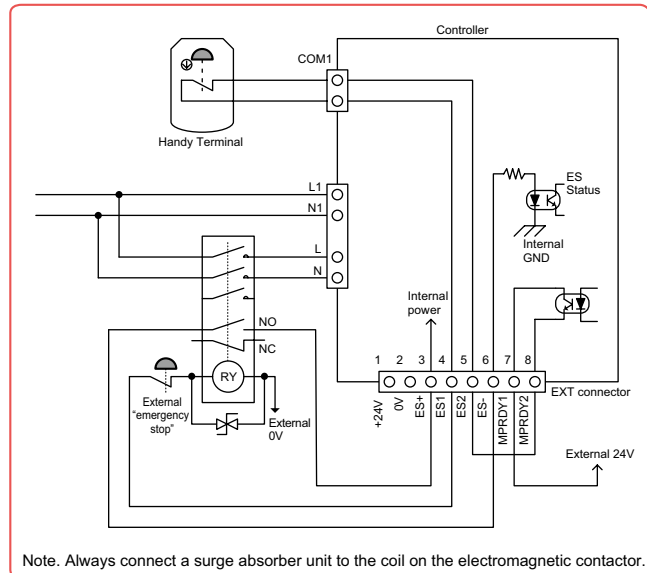 Controller
COM1
Handy Terminal
L1
N1
L
N
ES
Status
Internal
GND
Internal
power
NO
NC
RY
External
“emergency
stop”
External
0V
1 2 3 4 5 6 7 8
EXT connector
+24V
0V
ES+
ES1
ES2
ES-
MPRDY1
MPRDY2
External 24V
Note. Always connect a surge absorber unit to the coil on the electromagnetic contactor.